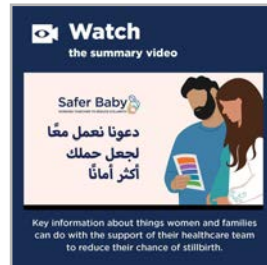 Watch
the summary video
Safer Baby
دعونا نعمل معًا
لجعل حملك
أكثر أمانًا
Key information about things women and families
can do with the support of their healthcare team
to reduce their chance of stillbirth.